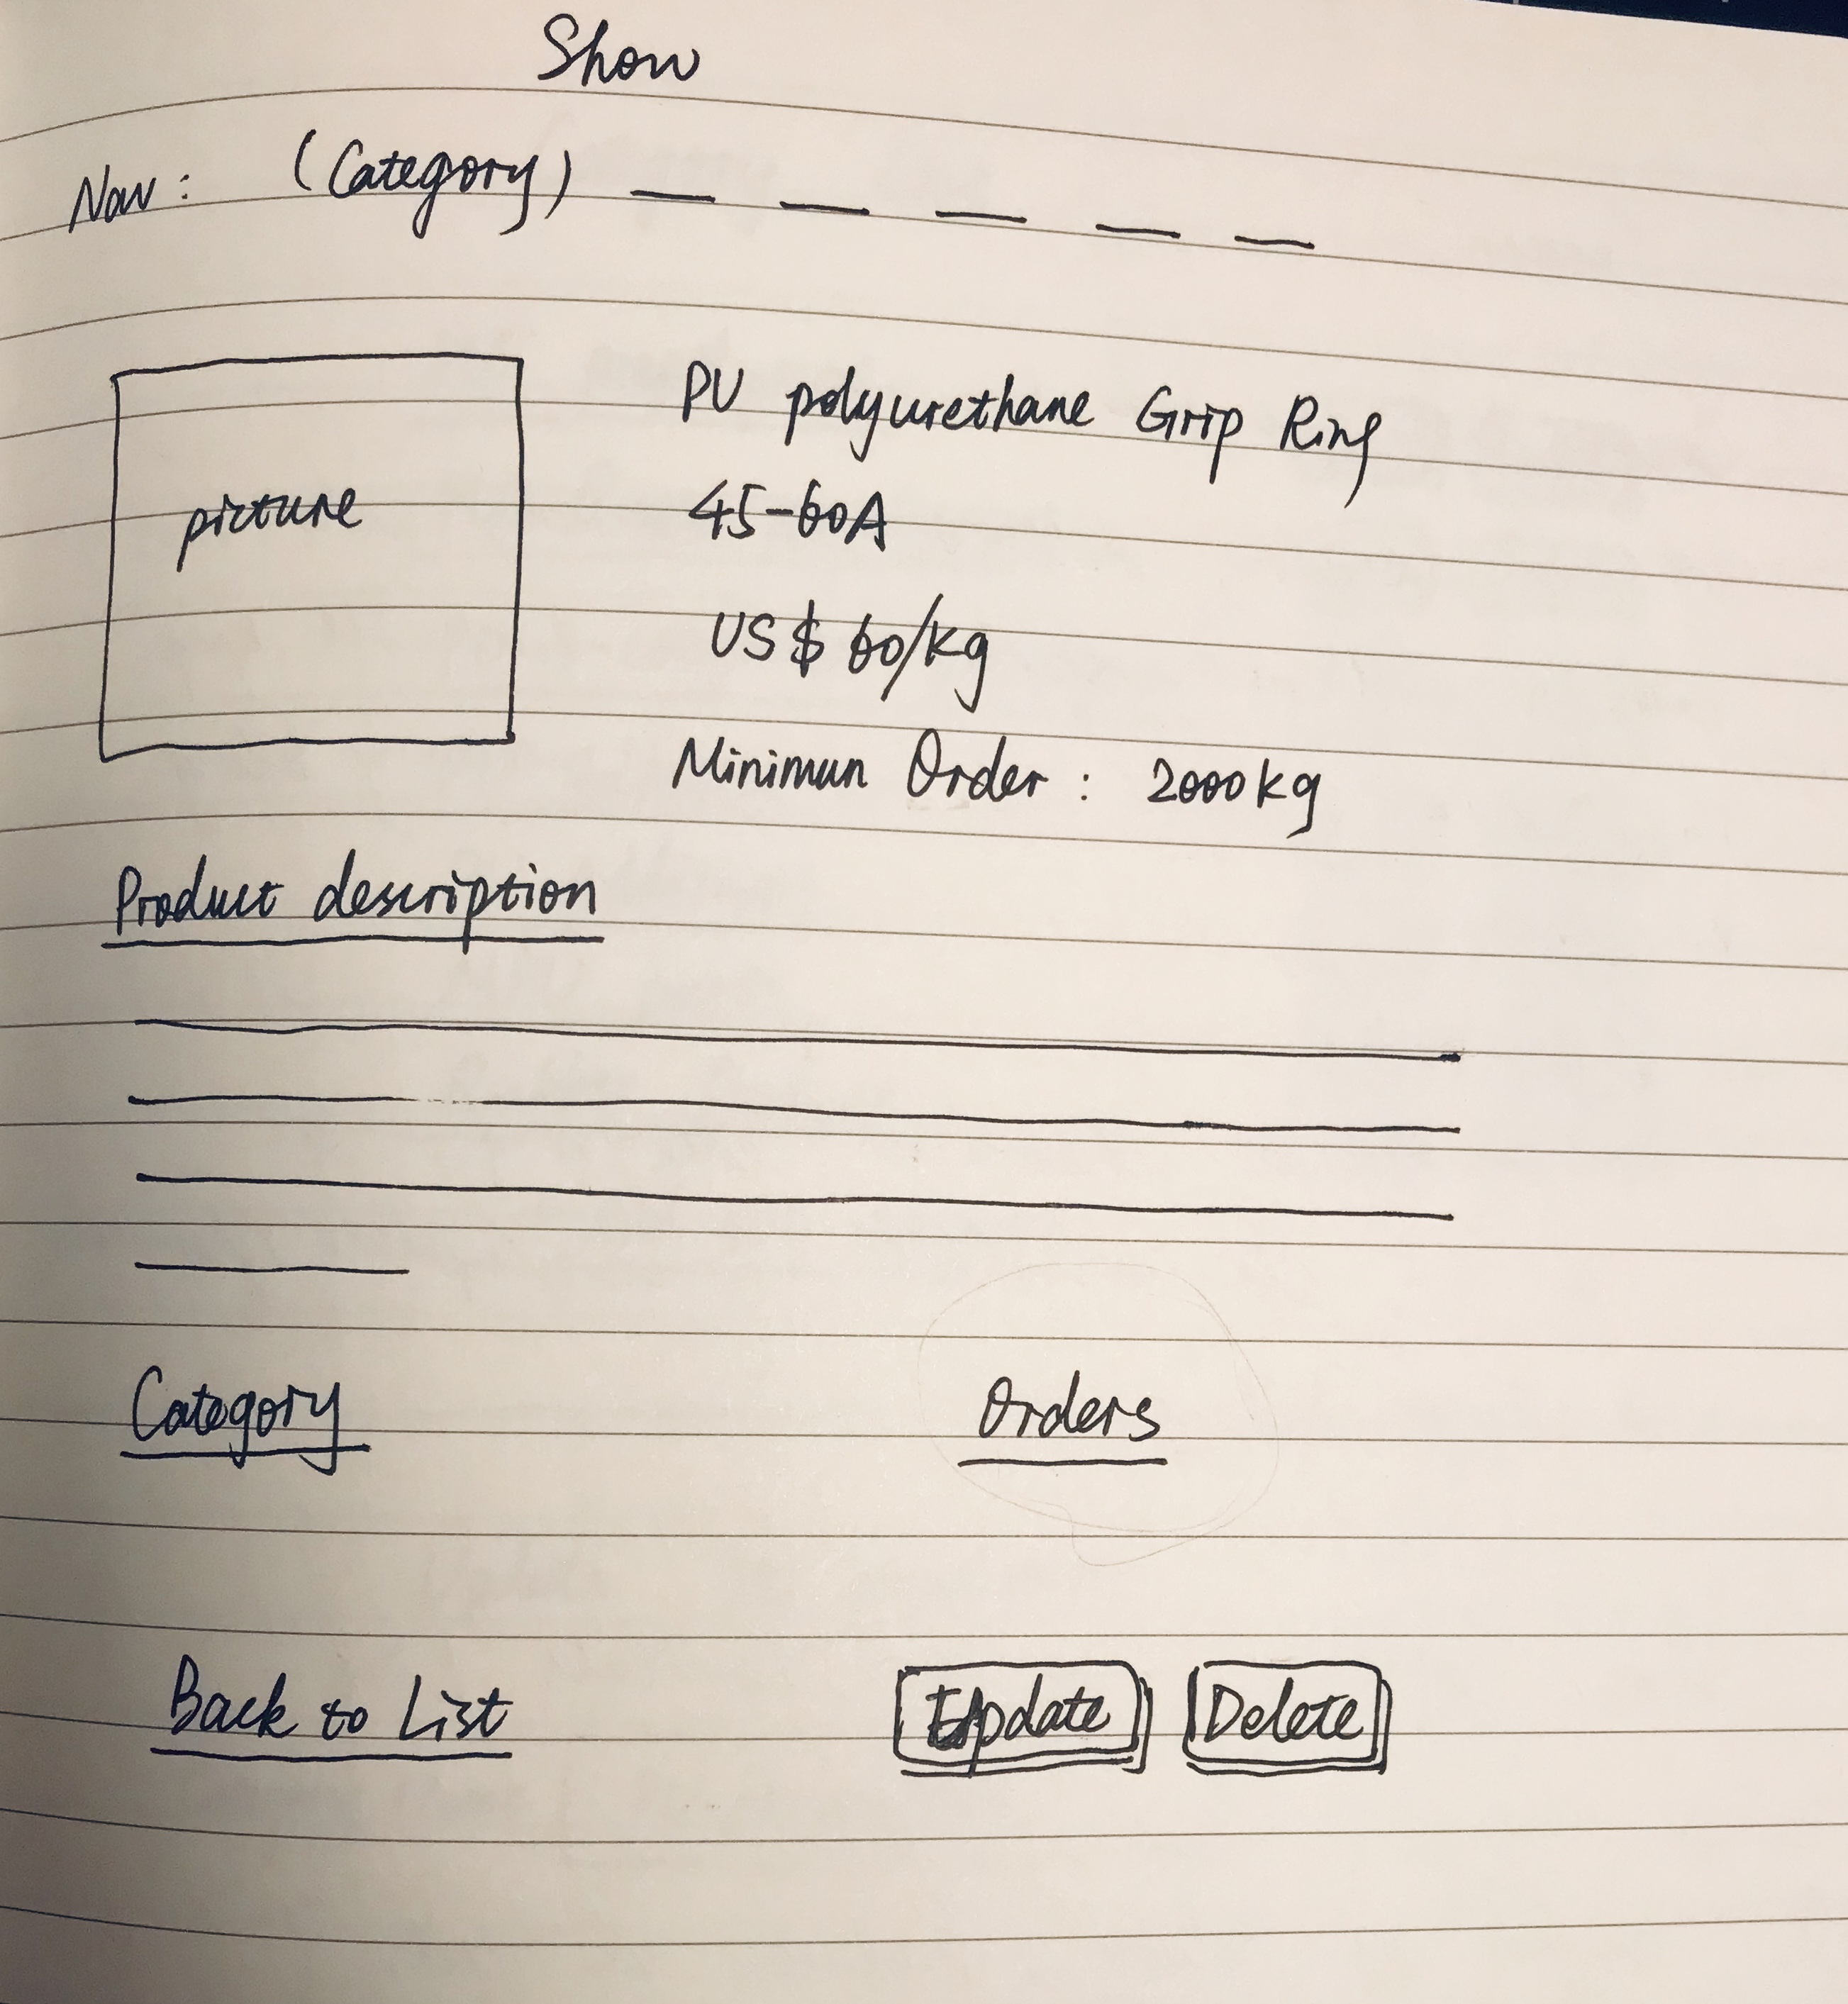 Show
Nav: (Category)
picture
PU polyurethane Grip Ring
45-60A
US$ 60/kg
Minimun Order: 2000kg
Product description
Category
Orders
Back to List
Update
Delete